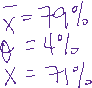 x̄ = 79%
θ = 4%
x = 71%